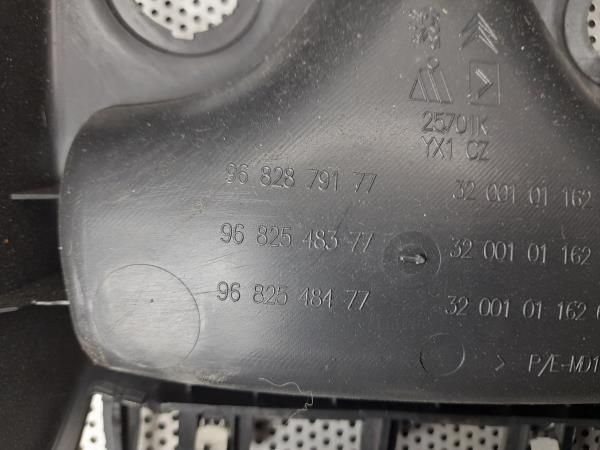 25701K
YX1 CZ
96 828 791 77 32 001 01 162
96 825 483 77 32 001 01 162
96 825 484 77 32 001 01 162
> P/E-MD1